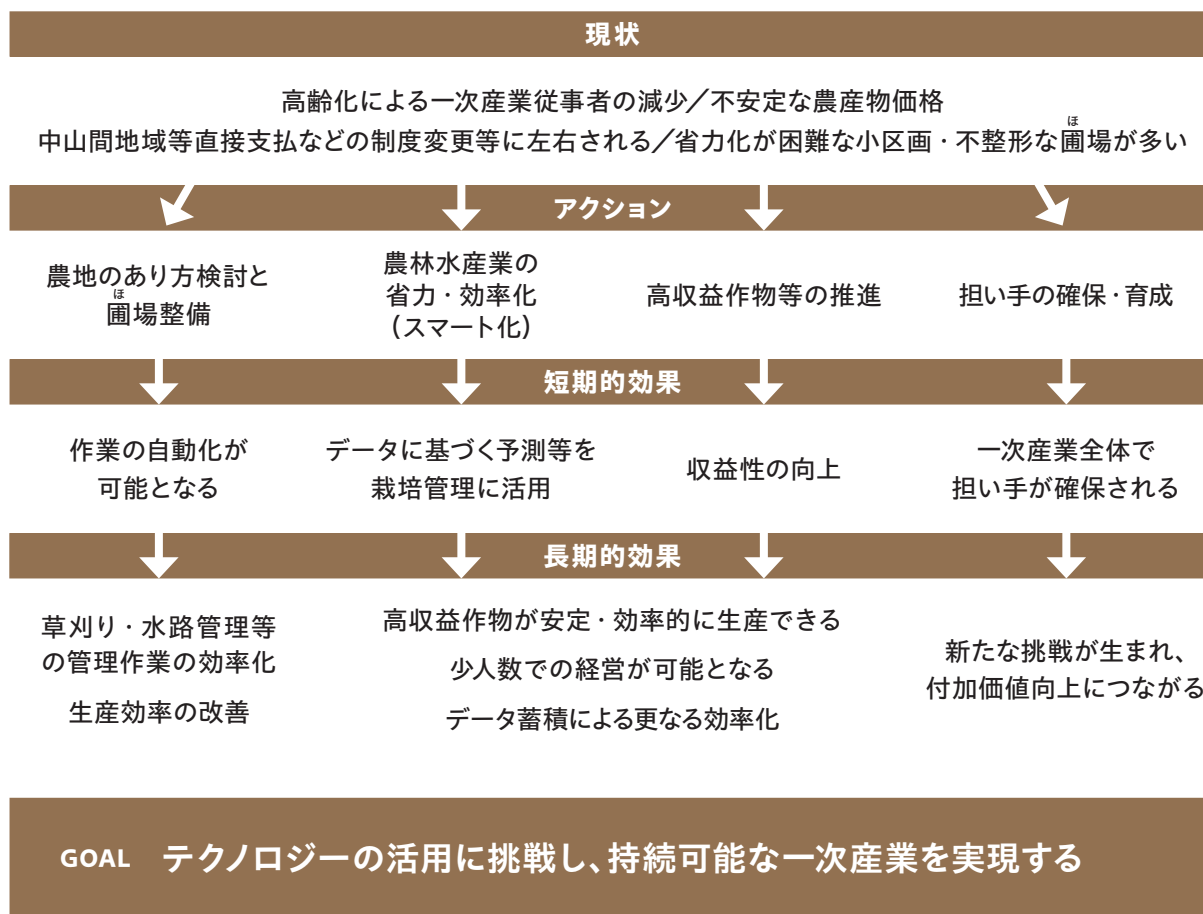 現状
高齢化による一次産業従事者の減少／不安定な農産物価格
中山間地域等直接支払などの制度変更等に左右される／省力化が困難な小区画・不整形な圃場が多い
ほ
アクション
農地のあり方検討と
圃場整備
ほ
農林水産業の
省力・効率化
(スマート化)
高収益作物等の推進
担い手の確保・育成
短期的効果
作業の自動化が
可能となる
データに基づく予測等を
栽培管理に活用
収益性の向上
一次産業全体で
担い手が確保される
長期的効果
草刈り・水路管理等
の管理作業の効率化
生産効率の改善
高収益作物が安定・効率的に生産できる
少人数での経営が可能となる
データ蓄積による更なる効率化
新たな挑戦が生まれ、
付加価値向上につながる
GOAL テクノロジーの活用に挑戦し、持続可能な一次産業を実現する